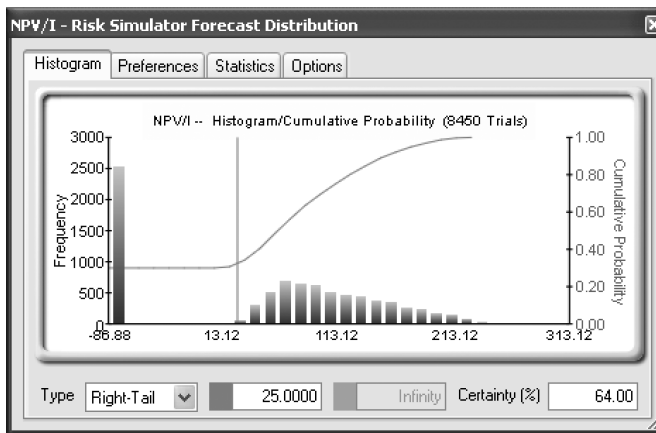 NPV/I - Risk Simulator Forecast Distribution
Histogram Preferences Statistics Options
NPV/I -- Histogram/Cumulative Probability (8450 Trials)
3000
2500
2000
1500
1000
500
0
Frequency
1.00
0.80
0.60
0.40
0.20
0.00
Cumulative Probability
-86.88 13.12 113.12 213.12 313.12
Type Right-Tail 25.0000 Infinity Certainty (%) 64.00